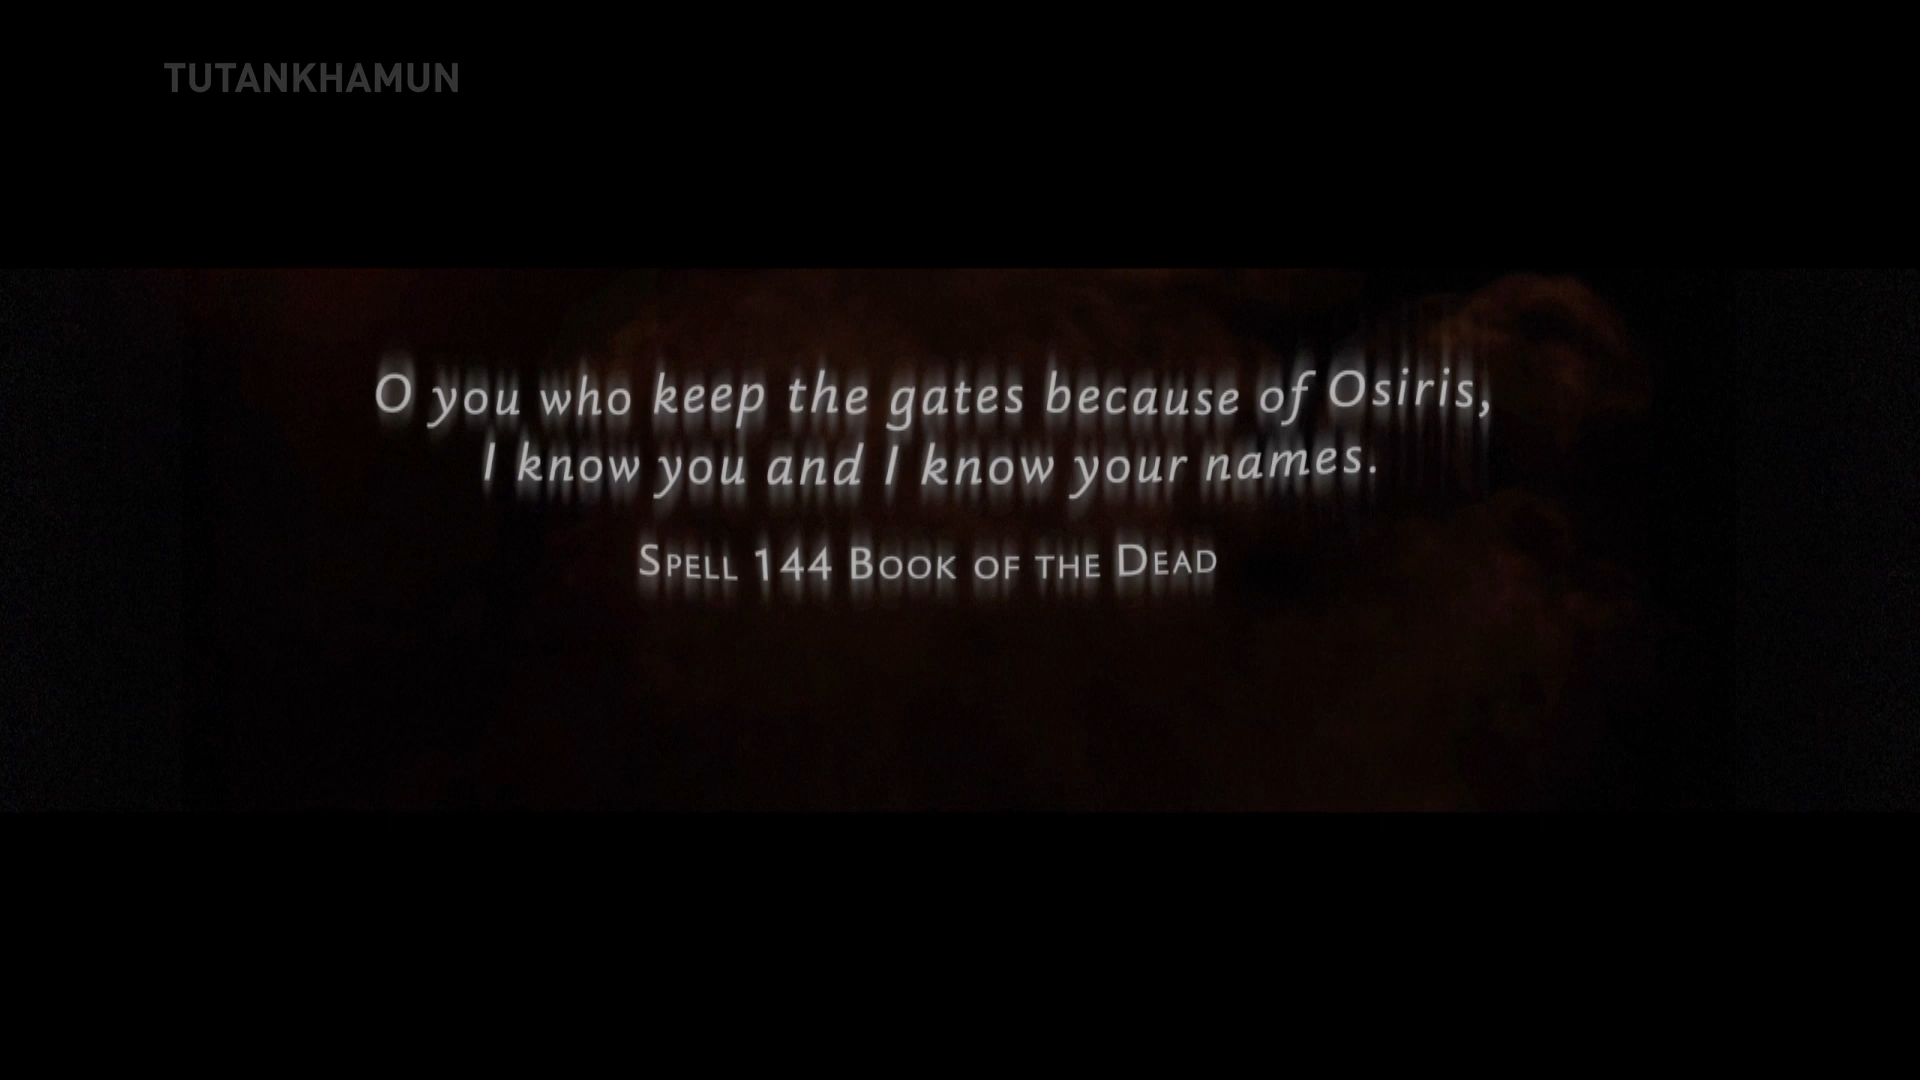 TUTANKHAMUN
O you who keep the gates because of Osiris,
I know you and I know your names.
SPELL 144 BOOK OF THE DEAD